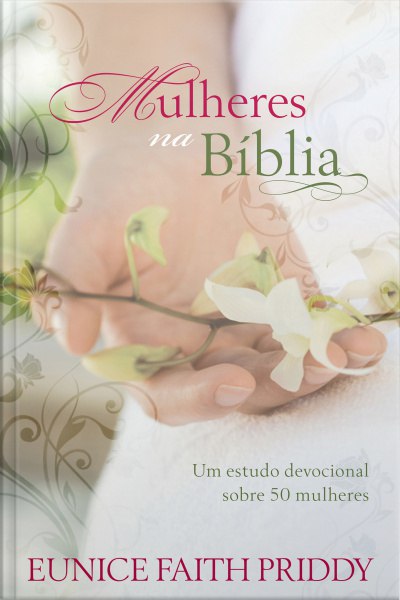 Mulheres
na
Bíblia
Um estudo devocional
sobre 50 mulheres
EUNICE FAITH PRIDDY